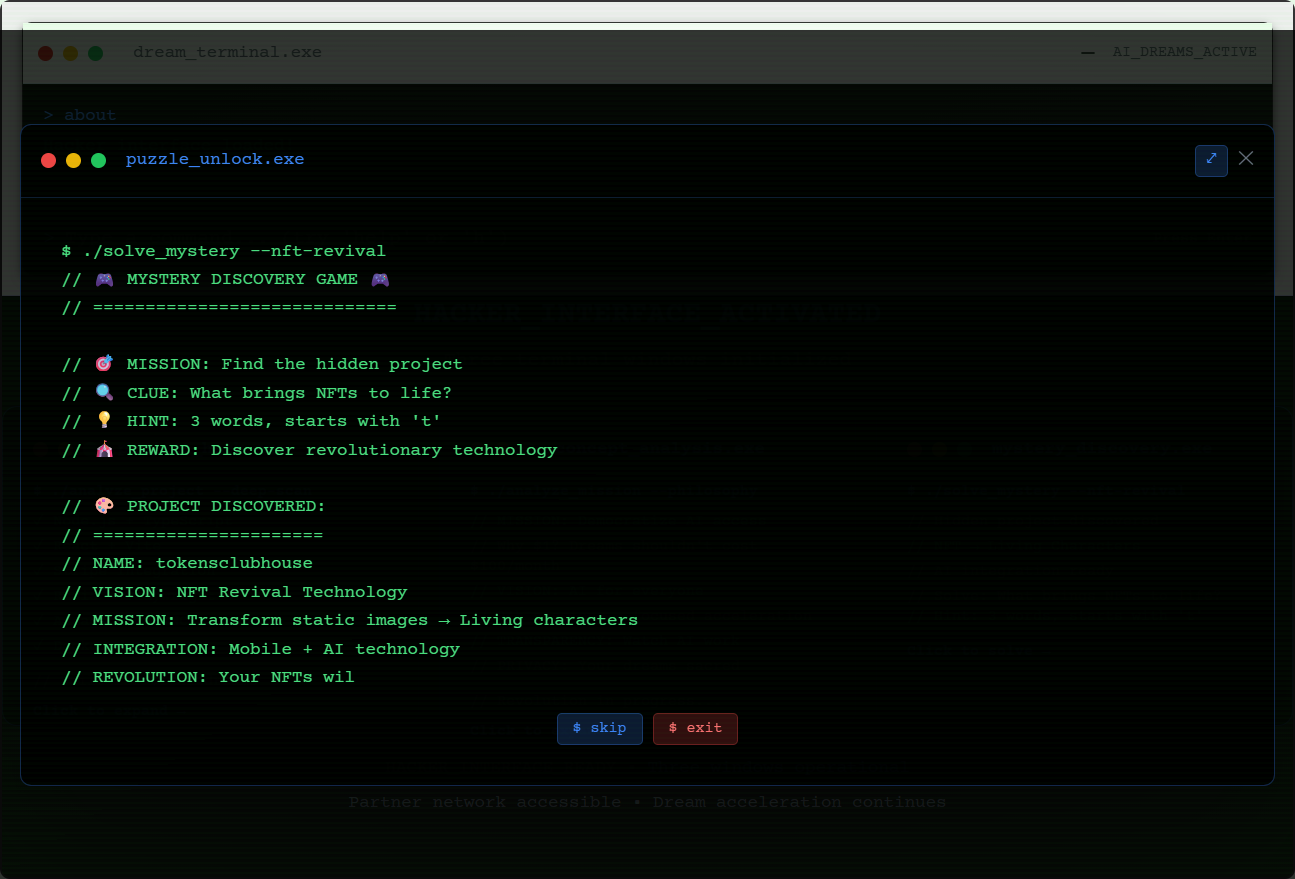 dream_terminal.exe
AI_DREAMS_ACTIVE
> about
puzzle_unlock.exe
$ ./solve_mystery --nft-revival
// 🎮 MYSTERY DISCOVERY GAME 🎮
// =============================
// 🎯 MISSION: Find the hidden project
// 🔍 CLUE: What brings NFTs to life?
// 💡 HINT: 3 words, starts with 't'
// 🎪 REWARD: Discover revolutionary technology
// 🎨 PROJECT DISCOVERED:
// ======================
// NAME: tokensclubhouse
// VISION: NFT Revival Technology
// MISSION: Transform static images → Living characters
// INTEGRATION: Mobile + AI technology
// REVOLUTION: Your NFTs wil
$ skip
$ exit
Partner network accessible • Dream acceleration continues